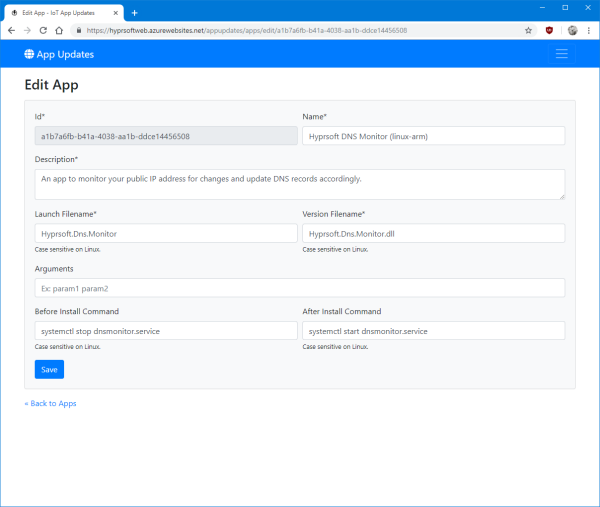 Edit App - IoT App Updates
https://hyprsoftweb.azurewebsites.net/appupdates/apps/edit/a1b7a6fb-b41a-4038-aa1b-ddce14456508
App Updates
Edit App
Id*
Name*
a1b7a6fb-b41a-4038-aa1b-ddce14456508
Hyprsoft DNS Monitor (linux-arm)
Description*
An app to monitor your public IP address for changes and update DNS records accordingly.
Launch Filename*
Version Filename*
Hyprsoft.Dns.Monitor
Hyprsoft.Dns.Monitor.dll
Case sensitive on Linux.
Case sensitive on Linux.
Arguments
Ex: param1 param2
Before Install Command
After Install Command
systemctl stop dnsmonitor.service
systemctl start dnsmonitor.service
Case sensitive on Linux.
Case sensitive on Linux.
Save
« Back to Apps